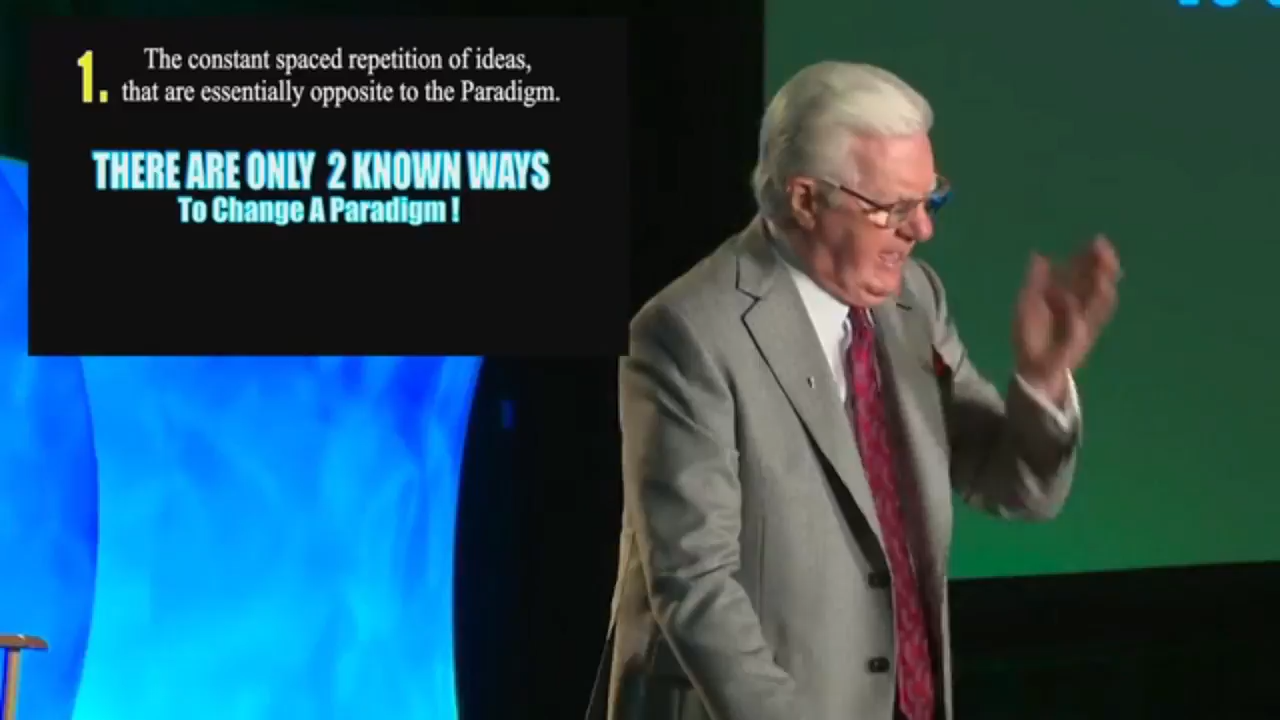 1. The constant spaced repetition of ideas,
that are essentially opposite to the Paradigm.
THERE ARE ONLY 2 KNOWN WAYS
To Change A Paradigm !